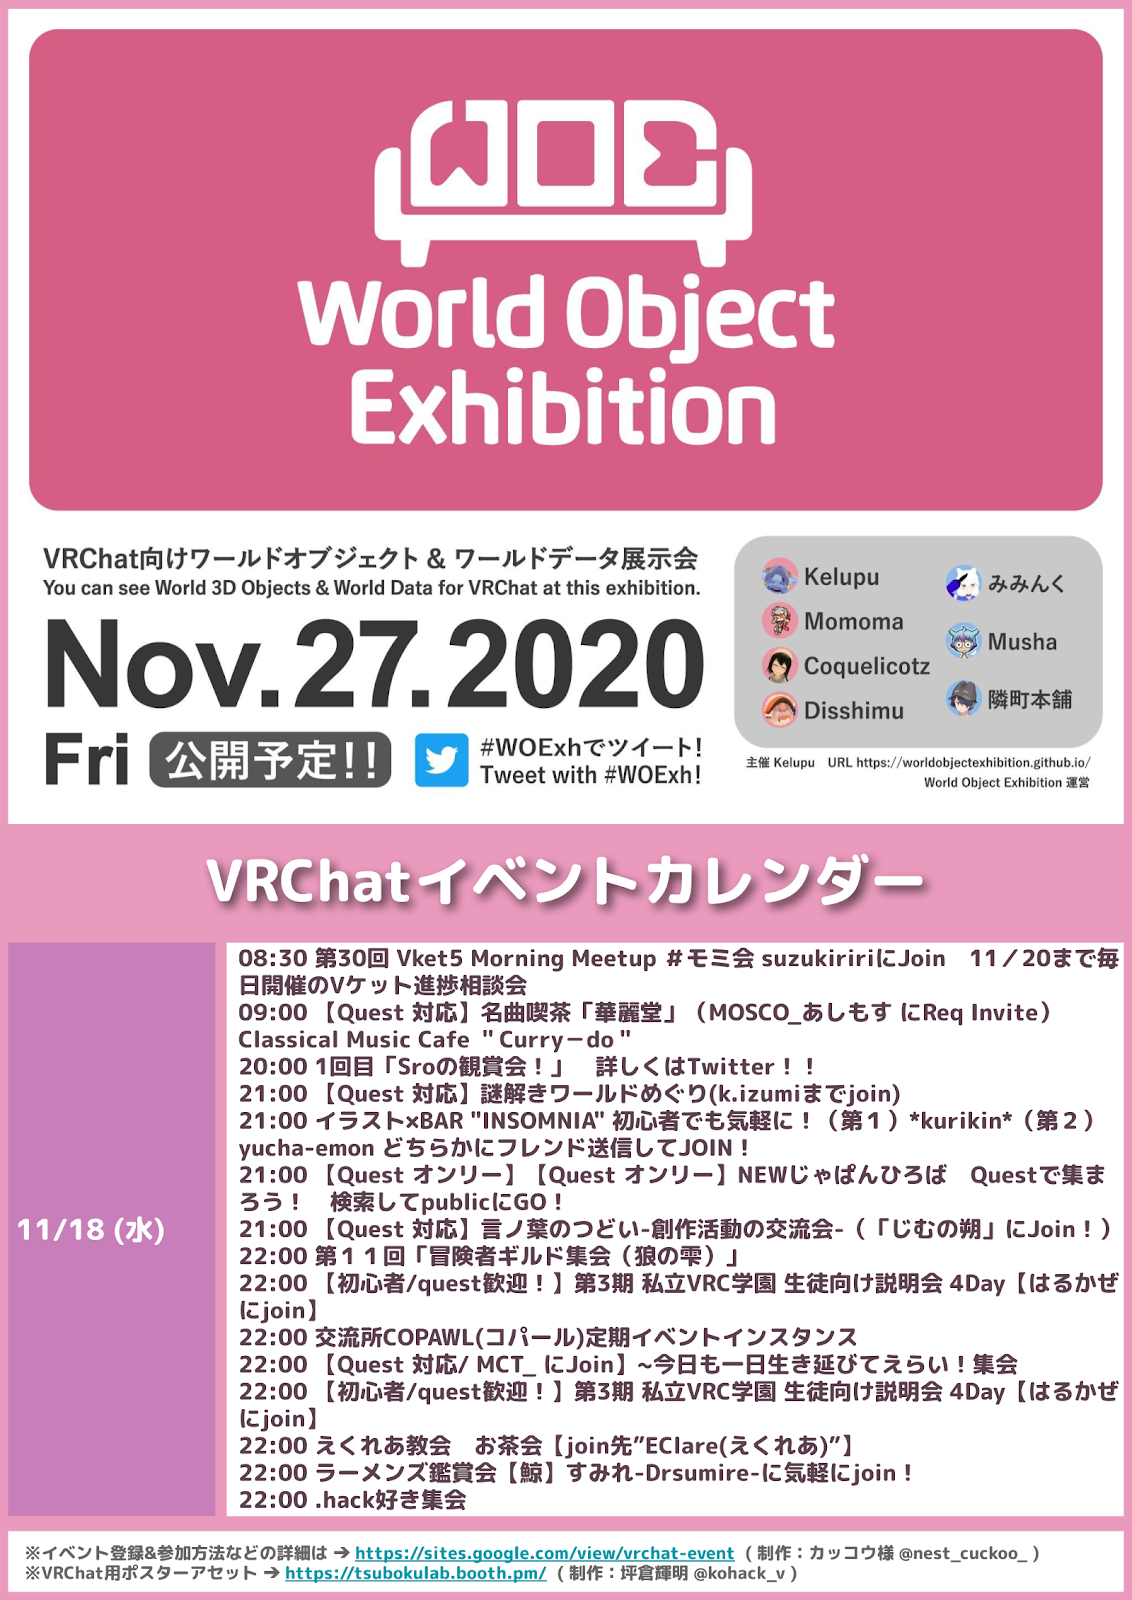 WOE
World Object
Exhibition
VRChat向けワールドオブジェクト & ワールドデータ展示会
You can see World 3D Objects & World Data for VRChat at this exhibition.
Nov.27.2020
Fri 公開予定!!
#WOExhでツイート!
Tweet with #WOExh!
Kelupu
Momoma
Coquelicotz
Disshimu
みみんく
Musha
隣町本舗
主催 Kelupu　URL https://worldobjectexhibition.github.io/
World Object Exhibition 運営
VRChatイベントカレンダー
11/18 (水)
08:30 第30回 Vket5 Morning Meetup ＃モミ会 suzukiririにJoin　11／20まで毎
日開催のVケット進捗相談会
09:00 【Quest 対応】名曲喫茶「華麗堂」（MOSCO_あしもす にReq Invite）
Classical Music Cafe ＂Curry－do＂
20:00 1回目「Sroの観賞会！」　詳しくはTwitter！！
21:00 【Quest 対応】謎解きワールドめぐり(k.izumiまでjoin)
21:00 イラスト×BAR "INSOMNIA" 初心者でも気軽に！（第１）*kurikin*（第２）
yucha-emon どちらかにフレンド送信してJOIN！
21:00 【Quest オンリー】【Quest オンリー】NEWじゃぱんひろば　Questで集ま
ろう！　検索してpublicにGO！
21:00 【Quest 対応】言ノ葉のつどい-創作活動の交流会-（「じむの朔」にJoin！）
22:00 第１１回「冒険者ギルド集会（狼の雫）」
22:00 【初心者/quest歓迎！】第3期 私立VRC学園 生徒向け説明会 4Day【はるかぜ
にjoin】
22:00 交流所COPAWL(コパール)定期イベントインスタンス
22:00 【Quest 対応/ MCT_ にJoin】~今日も一日生き延びてえらい！集会
22:00 【初心者/quest歓迎！】第3期 私立VRC学園 生徒向け説明会 4Day【はるかぜ
にjoin】
22:00 えくれあ教会　お茶会【join先”EClare(えくれあ)”】
22:00 ラーメンズ鑑賞会【鯨】すみれ-Drsumire-に気軽にjoin！
22:00 .hack好き集会
※イベント登録&参加方法などの詳細は ➔ https://sites.google.com/view/vrchat-event （ 制作：カッコウ様 @nest_cuckoo_ ）
※VRChat用ポスターアセット ➔ https://tsubokulab.booth.pm/ （ 制作：坪倉輝明 @kohack_v ）